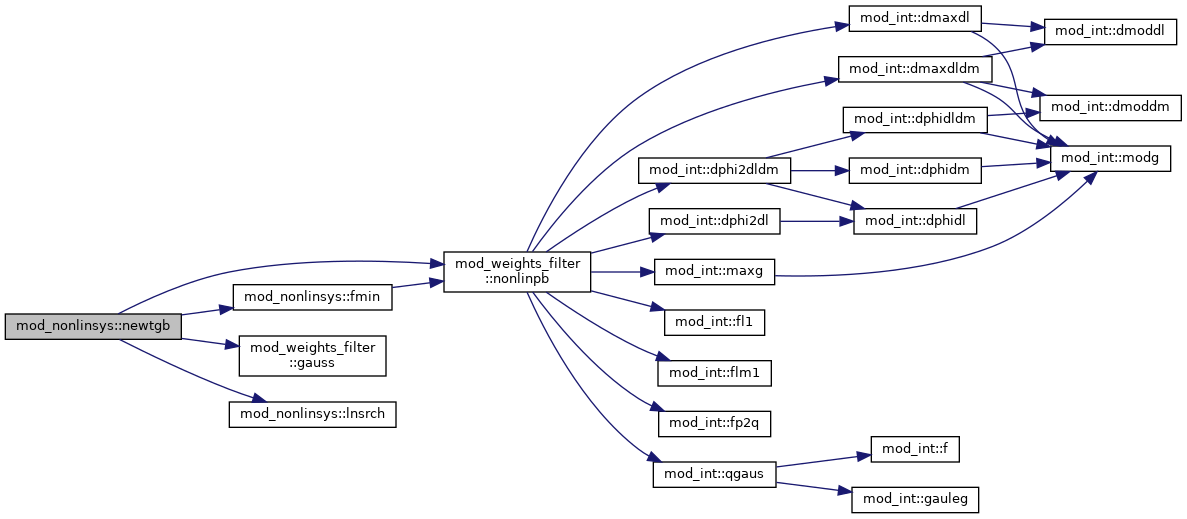 mod_nonlinsys::newtgb
mod_nonlinsys::fmin
mod_weights_filter
::gauss
mod_nonlinsys::lnsrch
mod_weights_filter
::nonlinpb
mod_int::dmaxdl
mod_int::dmaxdldm
mod_int::dphi2dldm
mod_int::dphi2dl
mod_int::maxg
mod_int::fl1
mod_int::flm1
mod_int::fp2q
mod_int::qgaus
mod_int::dphidldm
mod_int::dphidm
mod_int::dphidl
mod_int::f
mod_int::gauleg
mod_int::dmoddl
mod_int::dmoddm
mod_int::modg